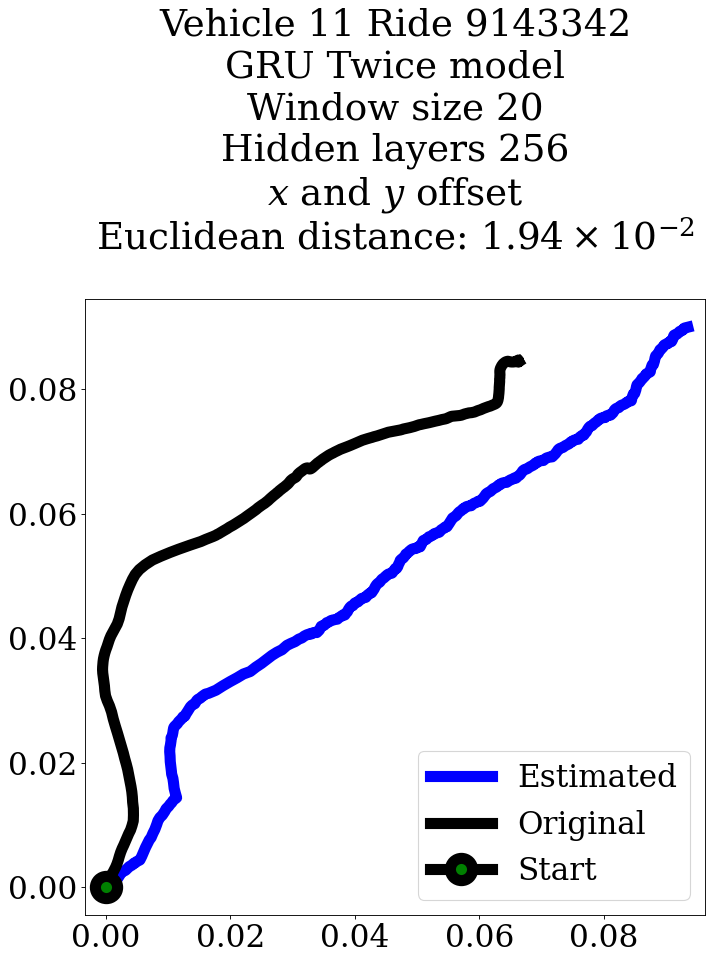 Vehicle 11 Ride 9143342
GRU Twice model
Window size 20
Hidden layers 256
x and y offset
Euclidean distance: 1.94 × 10⁻²
0.08
0.06
0.04
0.02
0.00
Estimated
Original
Start
0.00 0.02 0.04 0.06 0.08